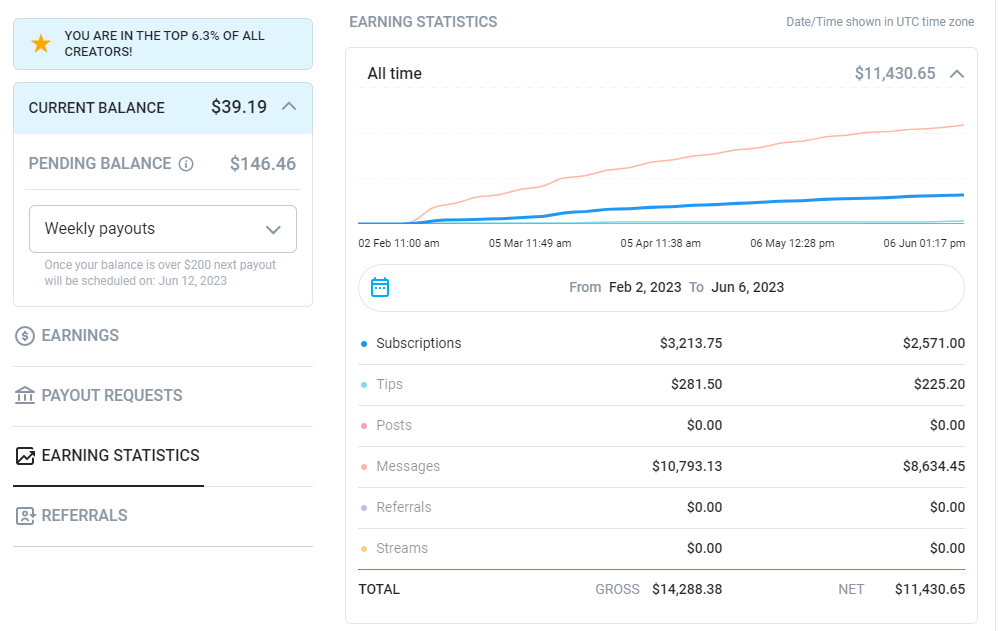 YOU ARE IN THE TOP 6.3% OF ALL
CREATORS!
CURRENT BALANCE $39.19
PENDING BALANCE $146.46
Weekly payouts
Once your balance is over $200 next payout
will be scheduled on: Jun 12, 2023
EARNINGS
PAYOUT REQUESTS
EARNING STATISTICS
REFERRALS
EARNING STATISTICS Date/Time shown in UTC time zone
All time $11,430.65
02 Feb 11:00 am 05 Mar 11:49 am 05 Apr 11:38 am 06 May 12:28 pm 06 Jun 01:17 pm
From Feb 2, 2023 To Jun 6, 2023
Subscriptions $3,213.75 $2,571.00
Tips $281.50 $225.20
Posts $0.00 $0.00
Messages $10,793.13 $8,634.45
Referrals $0.00 $0.00
Streams $0.00 $0.00
TOTAL GROSS $14,288.38 NET $11,430.65